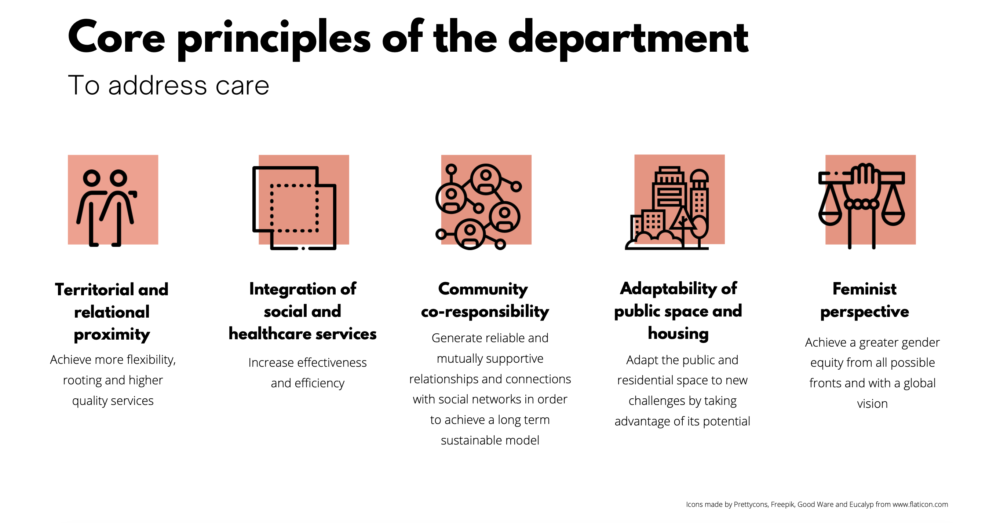 Core principles of the department
To address care
Territorial and
relational
proximity
Achieve more flexibility,
rooting and higher
quality services
Integration of
social and
healthcare services
Increase effectiveness
and efficiency
Community
co-responsibility
Generate reliable and
mutually supportive
relationships and connections
with social networks in order
to achieve a long term
sustainable model
Adaptability of
public space and
housing
Adapt the public and
residential space to new
challenges by taking
advantage of its potential
Feminist
perspective
Achieve a greater gender
equity from all possible
fronts and with a global
vision
Icons made by Prettycons, Freepik, Good Ware and Eucalyp from www.flaticon.com